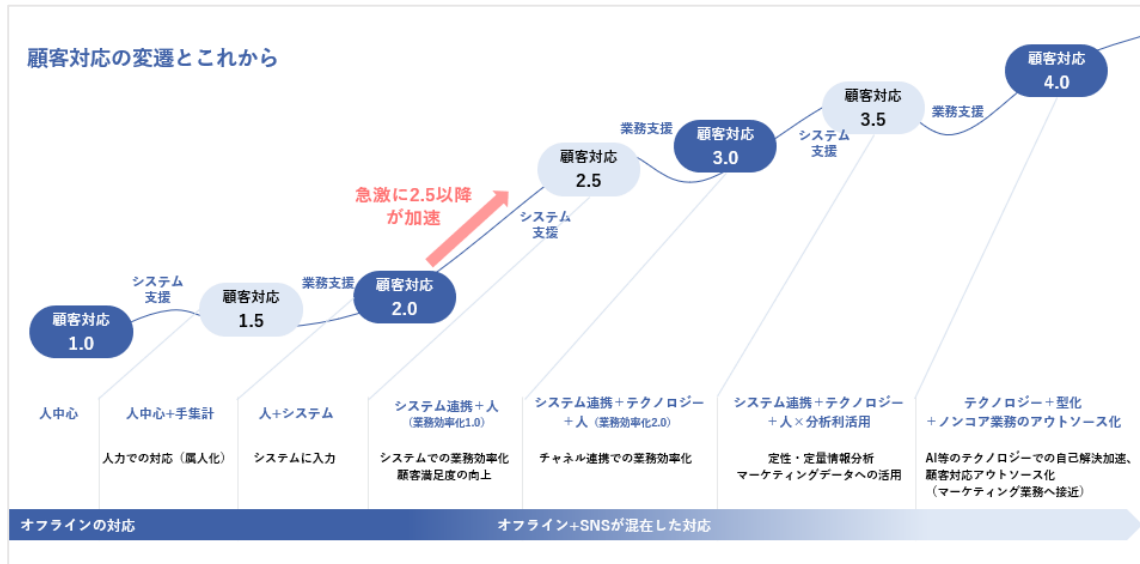 顧客対応の変遷とこれから
顧客対応
1.0
システム
支援
顧客対応
1.5
業務支援
顧客対応
2.0
急激に2.5以降
が加速
システム
支援
顧客対応
2.5
業務支援
顧客対応
3.0
システム
支援
顧客対応
3.5
業務支援
顧客対応
4.0
人中心
人中心+手集計
人力での対応（属人化）
人+システム
システムに入力
システム連携＋人
（業務効率化1.0）
システムでの業務効率化
顧客満足度の向上
システム連携＋テクノロジー
＋人（業務効率化2.0）
チャネル連携での業務効率化
システム連携＋テクノロジー
＋人×分析利活用
定性・定量情報分析
マーケティングデータへの活用
テクノロジー＋型化
＋ノンコア業務のアウトソース化
AI等のテクノロジーでの自己解決加速、
顧客対応アウトソース化
（マーケティング業務へ接近）
オフラインの対応
オフライン+SNSが混在した対応